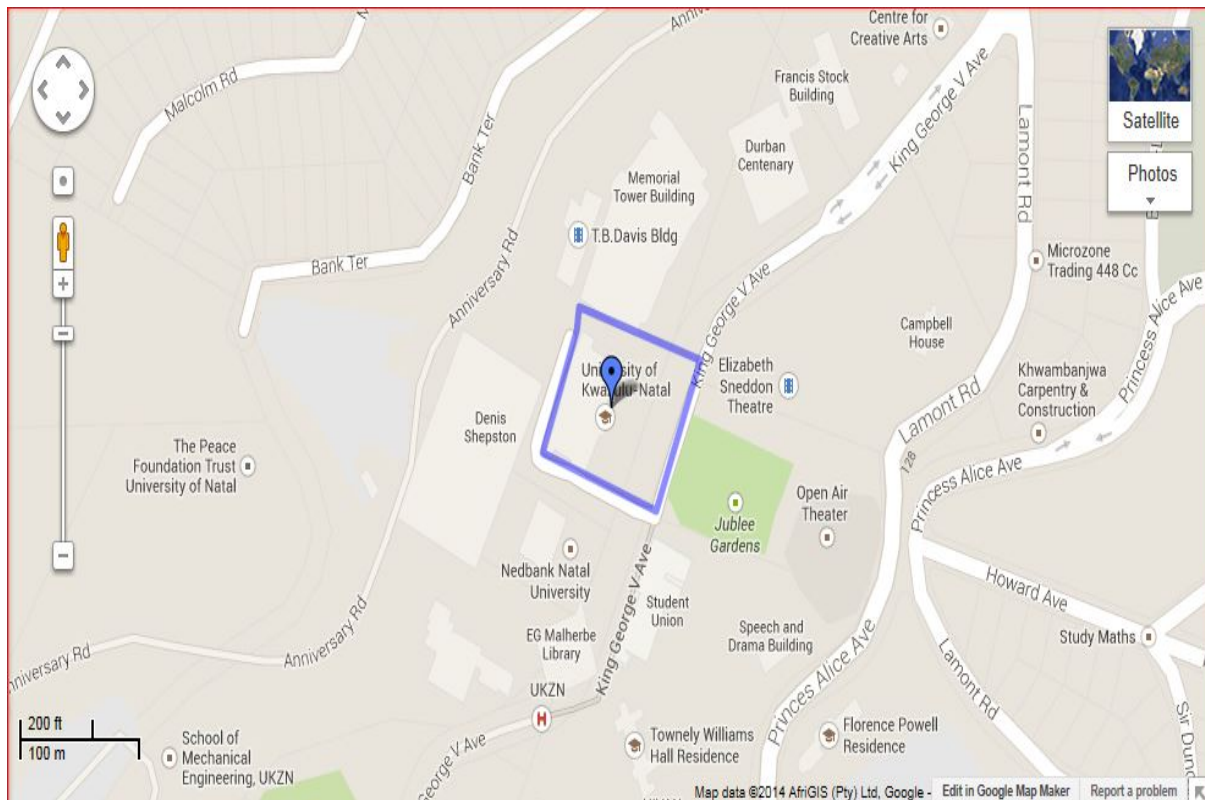 Centre for
Creative Arts
Malcolm Rd
Bank Ter
Anniversary
Francis Stock
Building
King George V Ave
Lamont Rd
Satellite
Photos
Durban
Centenary
Memorial
Tower Building
T.B.Davis Bldg
Bank Ter
Anniversary Rd
King George V Ave
Microzone
Trading 448 Cc
Princess Alice Ave
Campbell
House
University of
KwaZulu-Natal
Elizabeth
Sneddon
Theatre
Khwambanjwa
Carpentry &
Construction
Lamont Rd
Denis
Shepston
The Peace
Foundation Trust
University of Natal
128
Princess Alice Ave
Open Air
Theater
Jublee
Gardens
Nedbank Natal
University
Howard Ave
Student
Union
King George V Ave
Anniversary Rd
EG Malherbe
Library
Speech and
Drama Building
Study Maths
Anniversary Rd
Princes Alice Ave
Lamont Rd
UKZN
200 ft
100 m
School of
Mechanical
Engineering, UKZN
George V Ave
Townely Williams
Hall Residence
Florence Powell
Residence
Sir Dunc
Map data ©2014 AfriGIS (Pty) Ltd, Google - Edit in Google Map Maker Report a problem